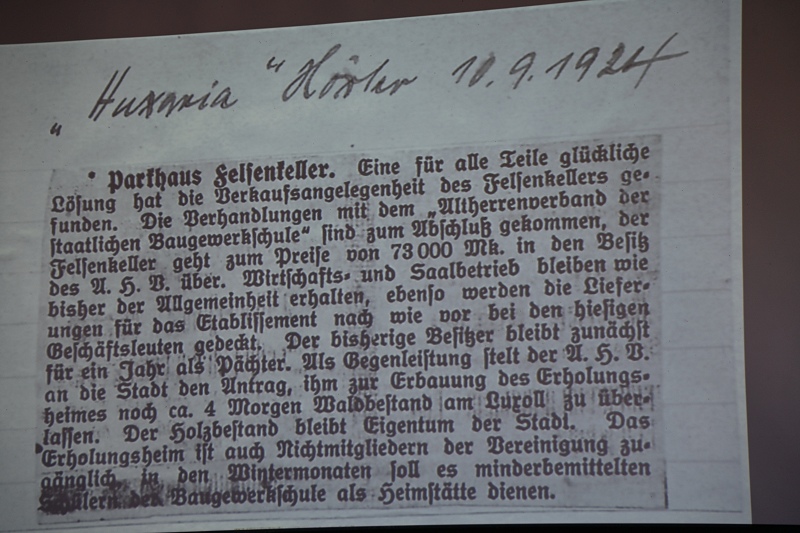 „Huxaria“ Höxter 10.9.1924
* Parkhaus Felsenkeller. Eine für alle Teile glückliche
Lösung hat die Verkaufsangelegenheit des Felsenkellers ge-
funden. Die Verhandlungen mit dem „Altherrenverband der
staatlichen Baugewerkschule“ sind zum Abschluß gekommen, der
Felsenkeller geht zum Preise von 73 000 Mk. in den Besitz
des A. H. V. über. Wirtschafts- und Saalbetrieb bleiben wie
bisher der Allgemeinheit erhalten, ebenso werden die Liefer-
ungen für das Etablissement nach wie vor bei den hiesigen
Geschäftsleuten gedeckt. Der bisherige Besitzer bleibt zunächst
für ein Jahr als Pächter. Als Gegenleistung stelt der A. H. V.
an die Stadt den Antrag, ihm zur Erbauung des Erholungs-
heimes noch ca. 4 Morgen Waldbestand am Luxoll zu über-
lassen. Der Holzbestand bleibt Eigentum der Stadt. Das
Erholungsheim ist auch Nichtmitgliedern der Vereinigung zu-
gänglich, in den Wintermonaten soll es minderbemittelten
Schülern der Baugewerkschule als Heimstätte dienen.